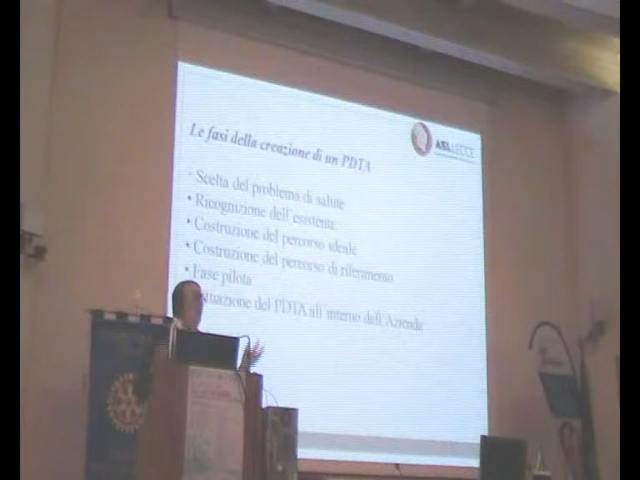 Le fasi della creazione di un PDTA
ASL LECCE
Scelta del problema di salute
• Ricognizione dell'esistente
• Costruzione del percorso ideale
• Costruzione del percorso di riferimento
• Fase pilota
del PDTA all'interno dell'Azienda